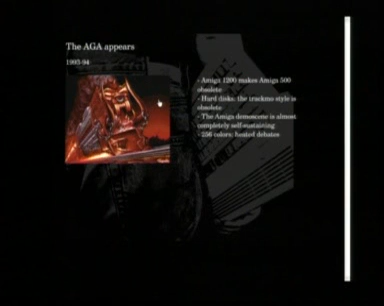 The AGA appears
1993-94
- Amiga 1200 makes Amiga 500
obsolete
- Hard disks: the trackmo style is
obsolete
- The Amiga demoscene is almost
completely self-sustaining
- 256 colors: heated debates